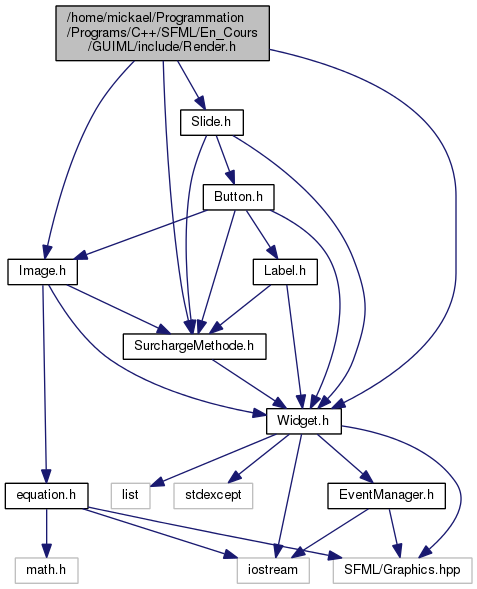 /home/mickael/Programmation
/Programs/C++/SFML/En_Cours
/GUIML/include/Render.h
Slide.h
Button.h
Image.h
Label.h
SurchargeMethode.h
Widget.h
equation.h
list
stdexcept
EventManager.h
math.h
iostream
SFML/Graphics.hpp